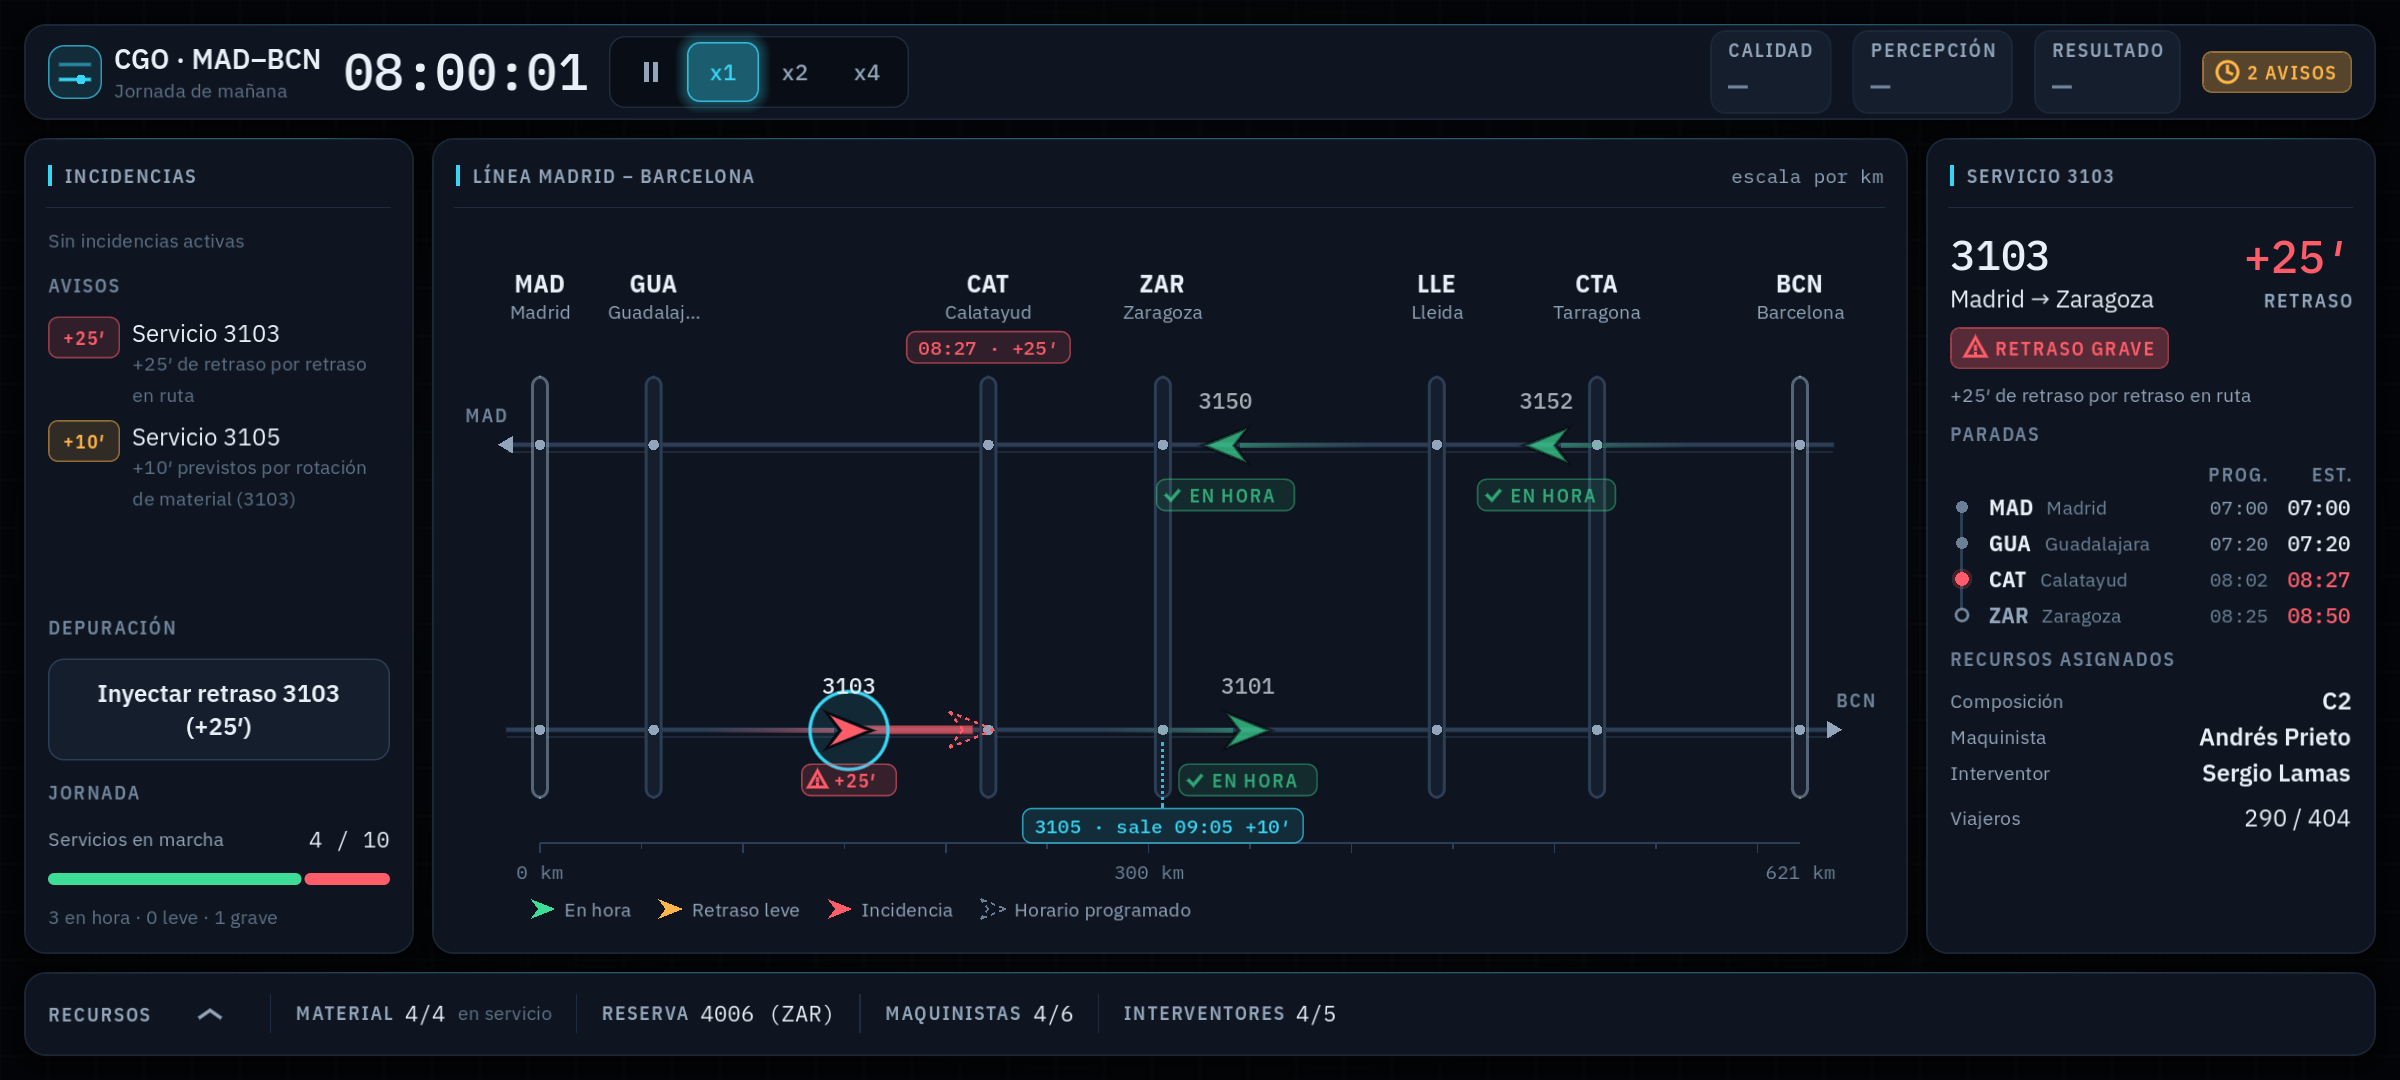 CGO · MAD–BCN
Jornada de mañana
08:00:01
x1
x2
x4
CALIDAD
—
PERCEPCIÓN
—
RESULTADO
—
2 AVISOS
INCIDENCIAS
Sin incidencias activas
AVISOS
+25′
Servicio 3103
+25′ de retraso por retraso
en ruta
+10′
Servicio 3105
+10′ previstos por rotación
de material (3103)
DEPURACIÓN
Inyectar retraso 3103
(+25′)
JORNADA
Servicios en marcha
4 / 10
3 en hora · 0 leve · 1 grave
LÍNEA MADRID – BARCELONA
escala por km
MAD
Madrid
GUA
Guadalaj...
CAT
Calatayud
08:27 · +25′
ZAR
Zaragoza
LLE
Lleida
CTA
Tarragona
BCN
Barcelona
MAD
3150
EN HORA
3152
EN HORA
3103
+25′
3101
EN HORA
BCN
3105 · sale 09:05 +10′
0 km
300 km
621 km
En hora
Retraso leve
Incidencia
Horario programado
SERVICIO 3103
3103
+25′
Madrid → Zaragoza
RETRASO
RETRASO GRAVE
+25′ de retraso por retraso en ruta
PARADAS
PROG. EST.
MAD Madrid 07:00 07:00
GUA Guadalajara 07:20 07:20
CAT Calatayud 08:02 08:27
ZAR Zaragoza 08:25 08:50
RECURSOS ASIGNADOS
Composición C2
Maquinista Andrés Prieto
Interventor Sergio Lamas
Viajeros 290 / 404
RECURSOS
MATERIAL 4/4 en servicio
RESERVA 4006 (ZAR)
MAQUINISTAS 4/6
INTERVENTORES 4/5